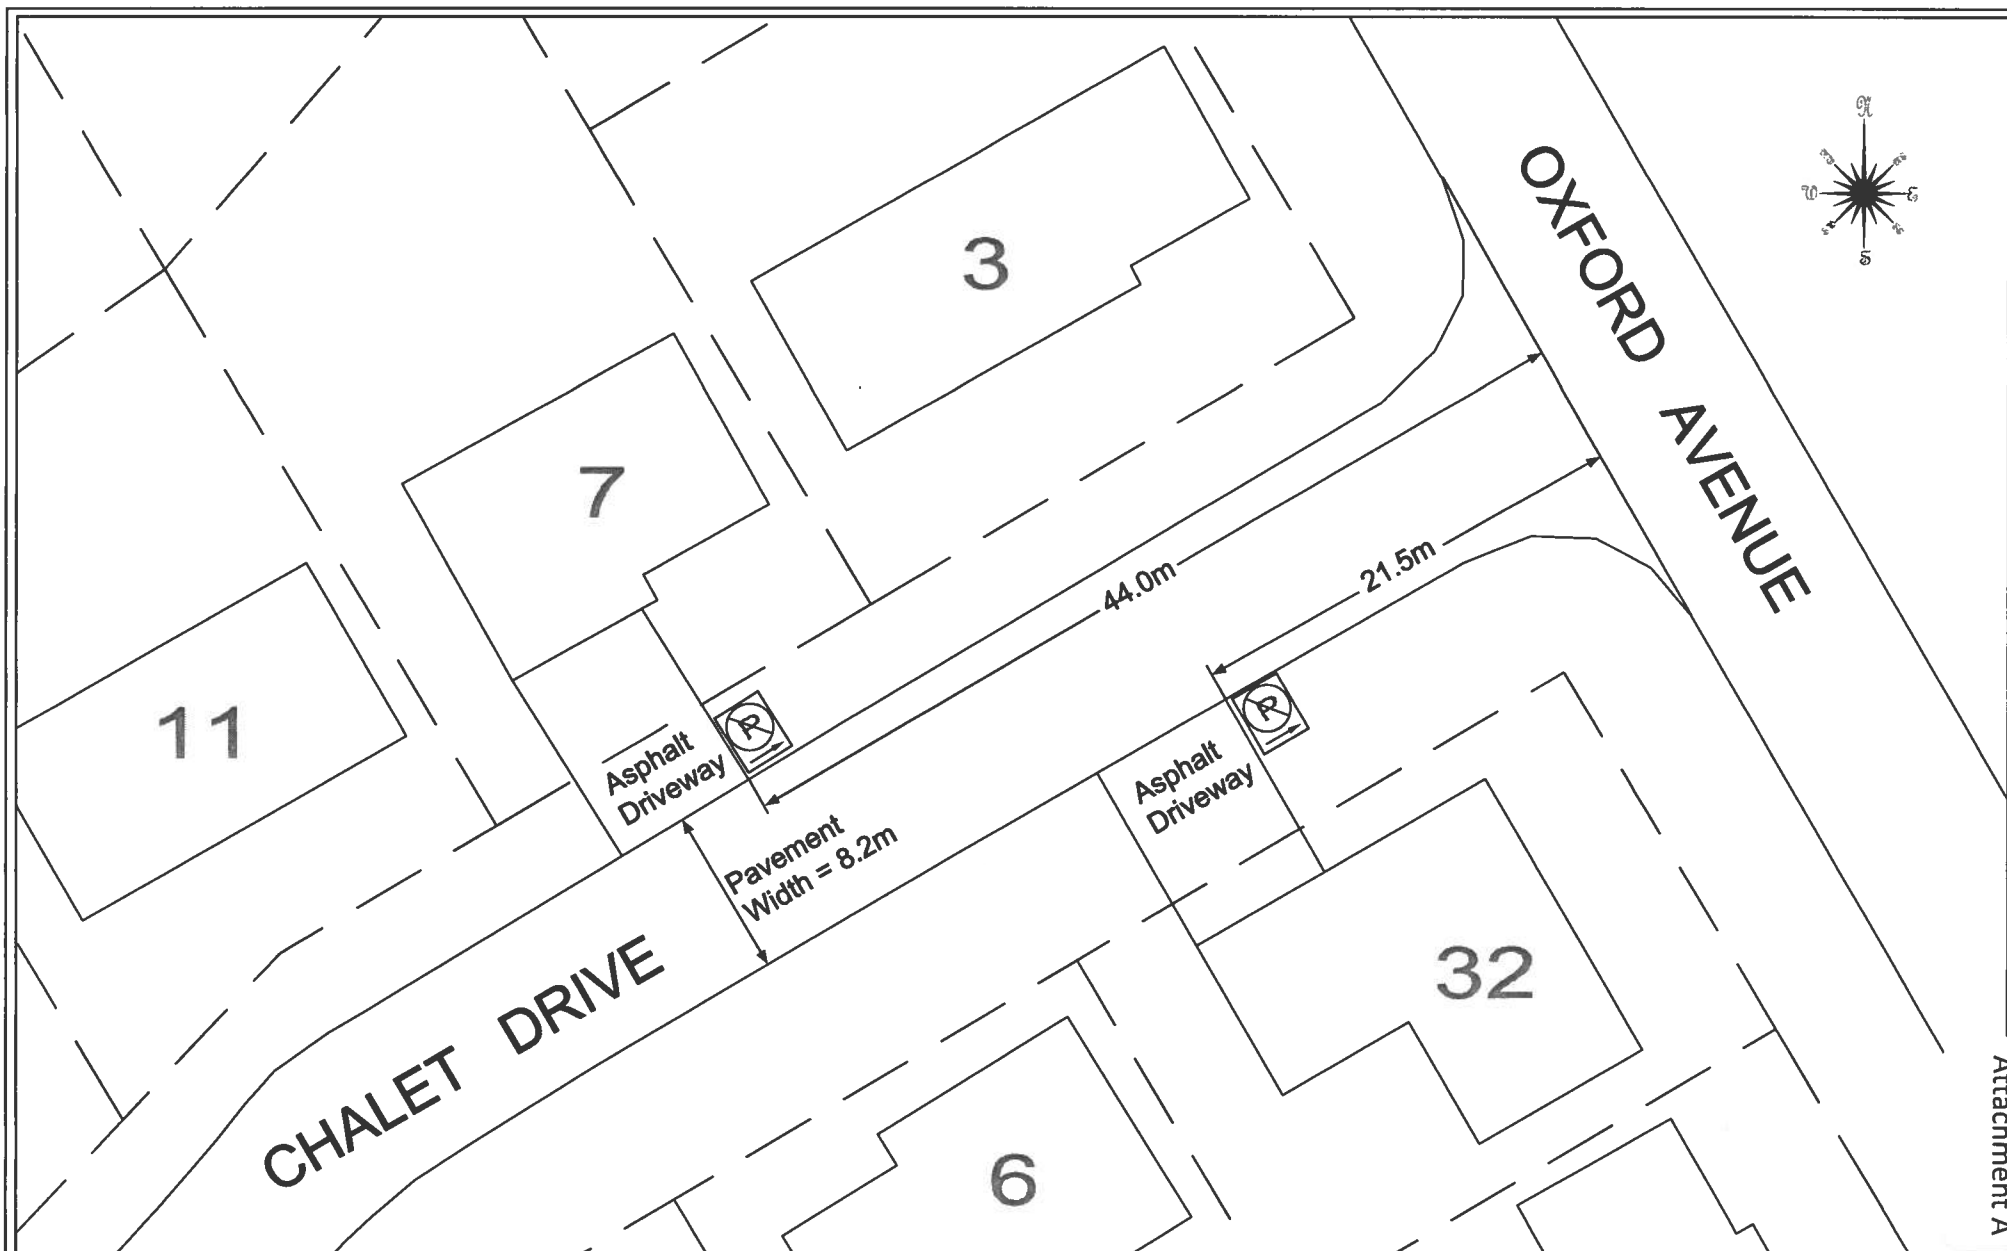 N
W
E
S
OXFORD AVENUE
3
7
11
44.0m
21.5m
P
P
Asphalt
Driveway
Asphalt
Driveway
Pavement
Width = 8.2m
CHALET DRIVE
32
6
Attachment A